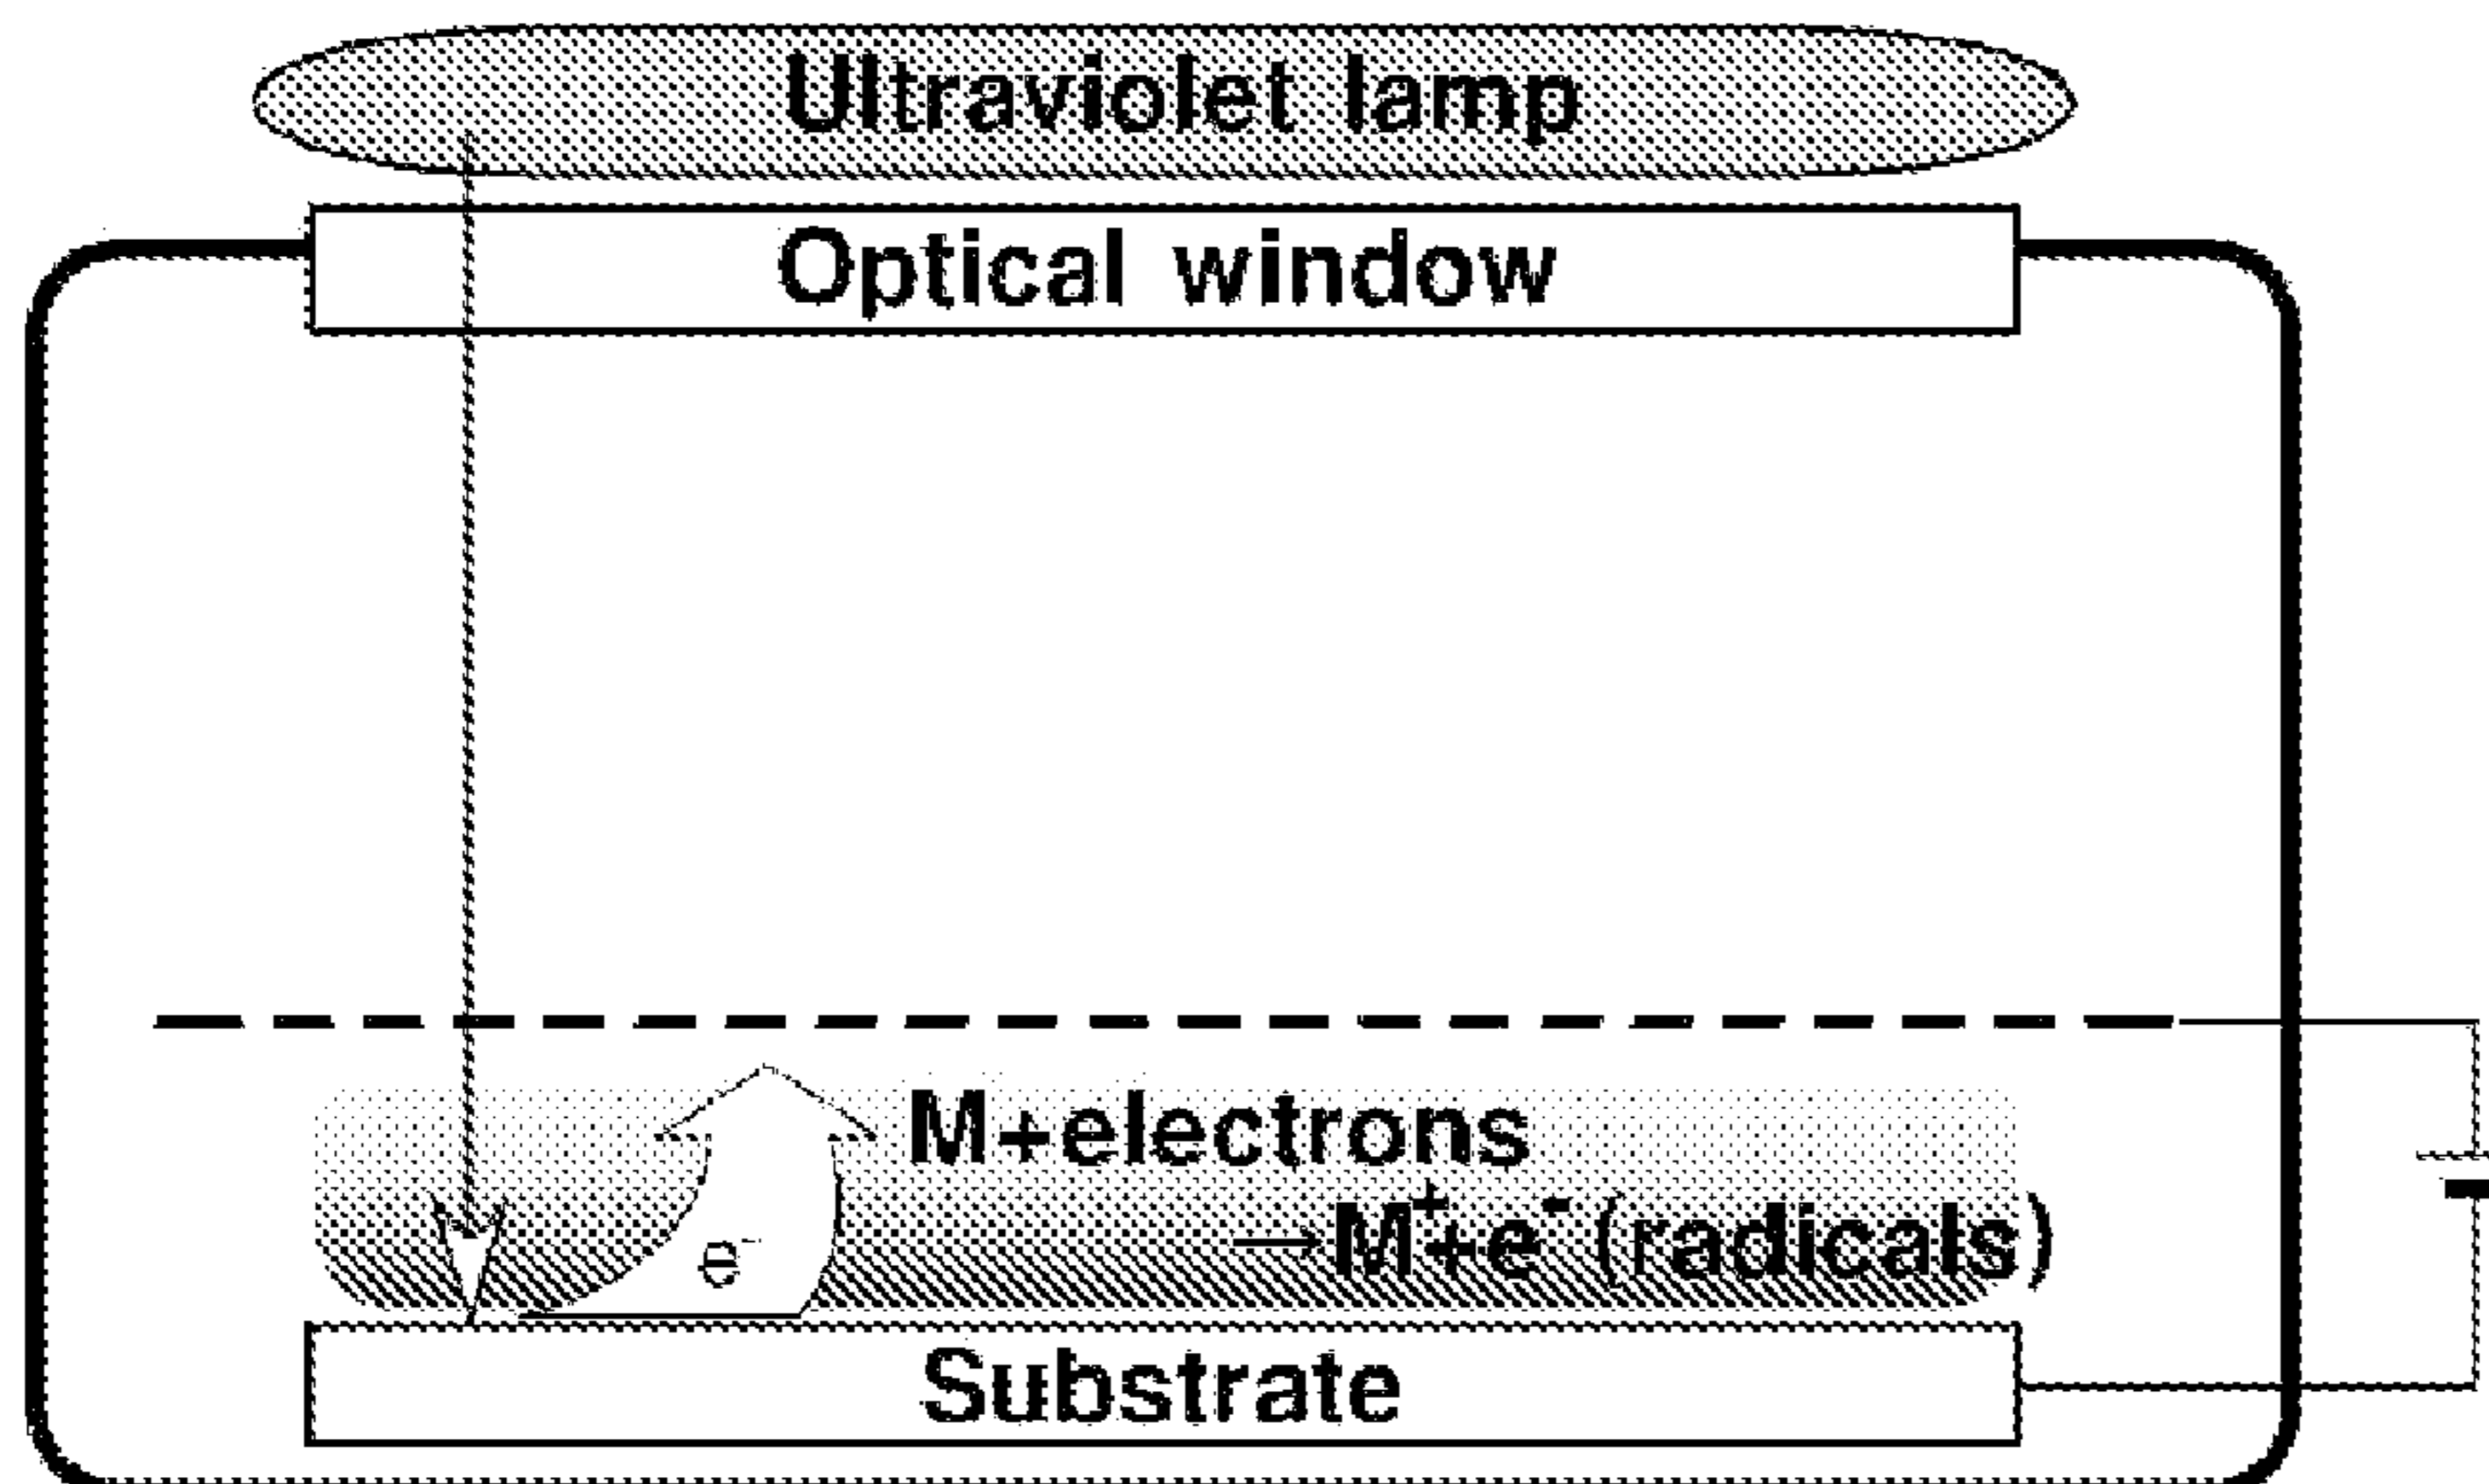 Ultraviolet lamp
Optical window
M+electrons
→M⁺+e⁻ (radicals)
e⁻
Substrate